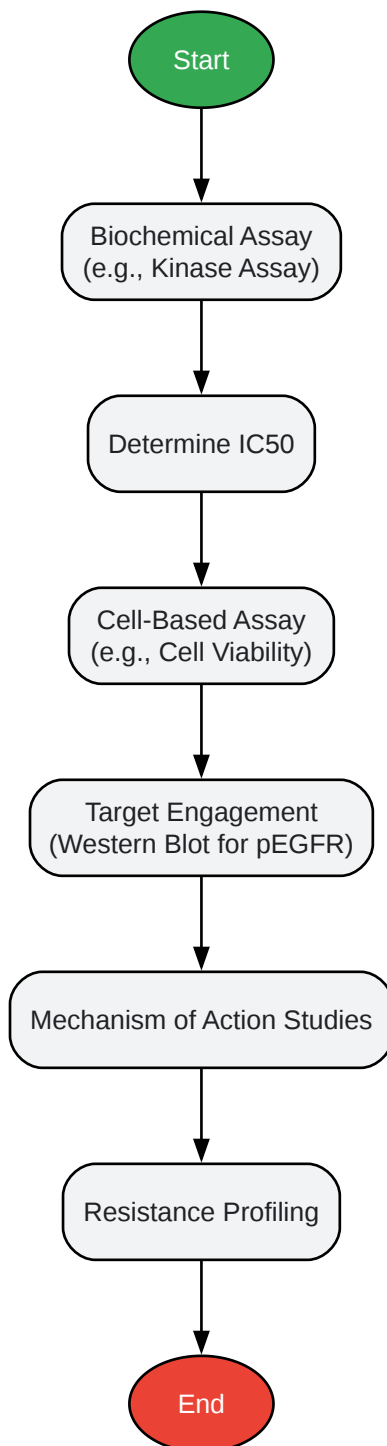 Start
Biochemical Assay
(e.g., Kinase Assay)
Determine IC50
Cell-Based Assay
(e.g., Cell Viability)
Target Engagement
(Western Blot for pEGFR)
Mechanism of Action Studies
Resistance Profiling
End